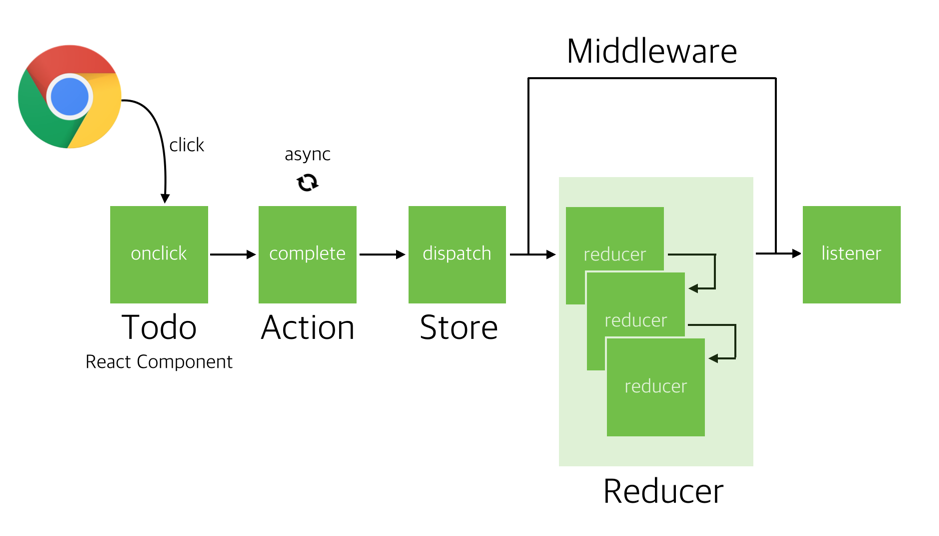 Middleware
click
async
onclick
complete
dispatch
reducer
reducer
reducer
listener
Todo
React Component
Action
Store
Reducer